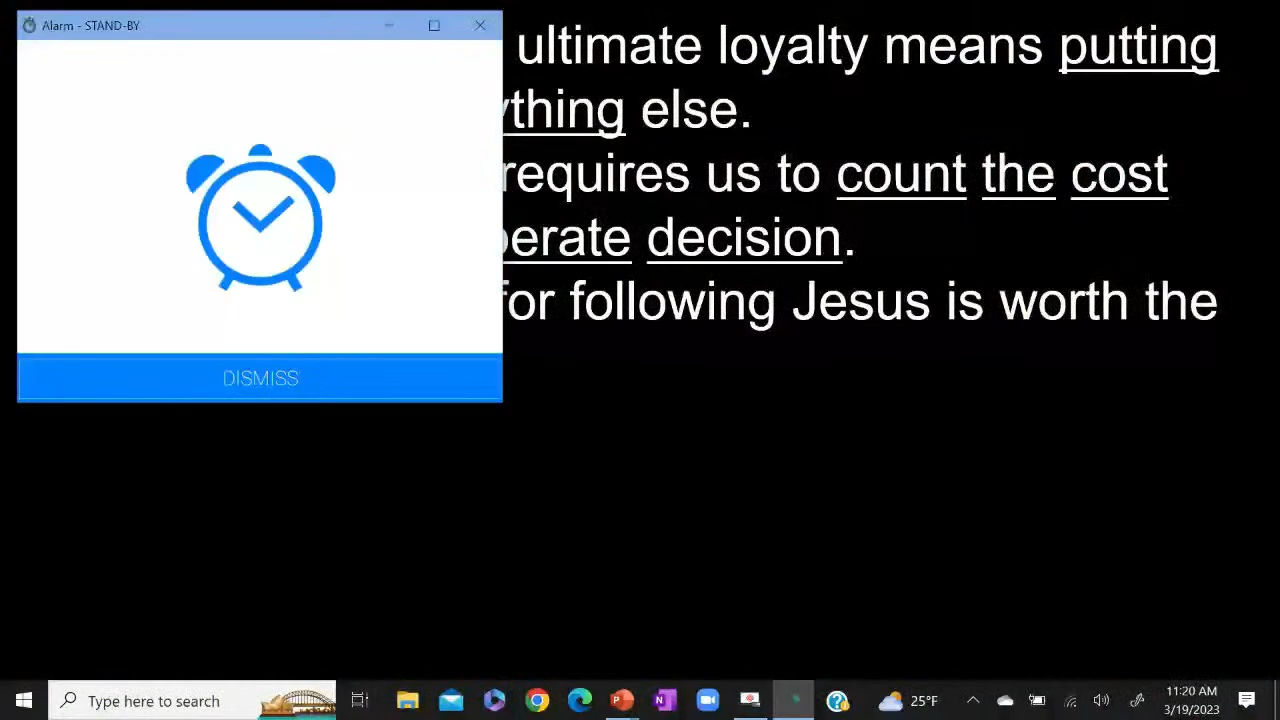 Alarm - STAND-BY
ultimate loyalty means putting
ything else.
requires us to count the cost
perate decision.
for following Jesus is worth the
DISMISS
Type here to search
25°F
11:20 AM
3/19/2023